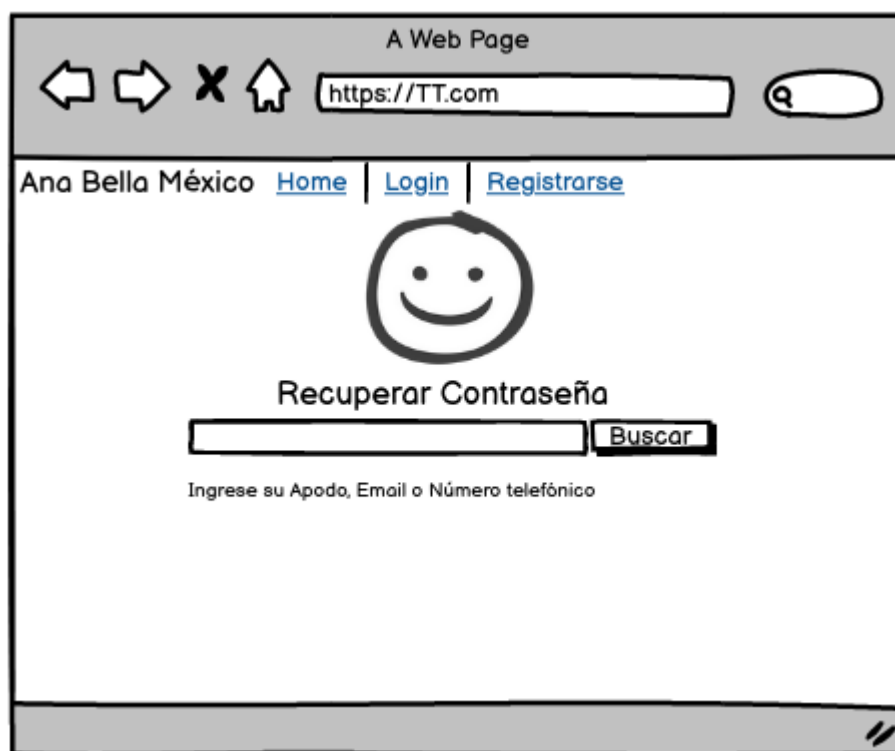 A Web Page
https://TT.com
Ana Bella México Home Login Registrarse
Recuperar Contraseña
Buscar
Ingrese su Apodo, Email o Número telefónico